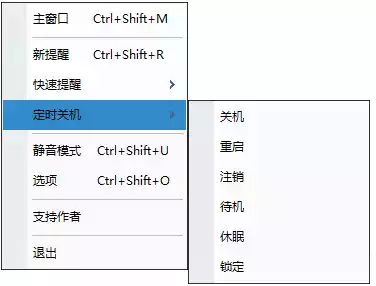 主窗口 Ctrl+Shift+M
新提醒 Ctrl+Shift+R
快速提醒
定时关机
静音模式 Ctrl+Shift+U
选项 Ctrl+Shift+O
支持作者
退出
关机
重启
注销
待机
休眠
锁定